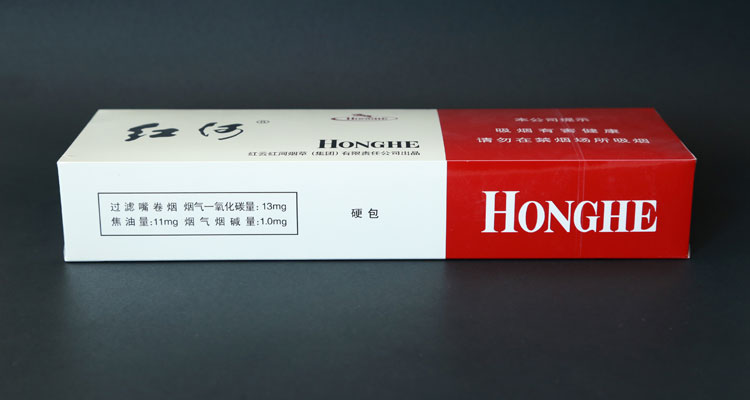 红河®
HONGHE
HONGHE
红云红河烟草（集团）有限责任公司出品
本公司提示
吸烟有害健康
请勿在禁烟场所吸烟
过滤嘴卷烟 烟气一氧化碳量：13mg
焦油量：11mg 烟气烟碱量：1.0mg
硬包
HONGHE